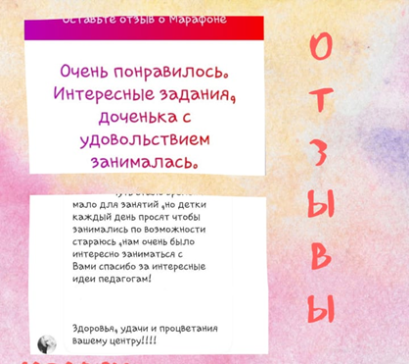 Оставьте отзыв о Марафоне
Очень понравилось.
Интересные задания,
доченька с
удовольствием
занималась.
мало для занятий ,но детки
каждый день просят чтобы
занимались по возможности
стараюсь ,нам очень было
интересно заниматься с
Вами спасибо за интересные
идеи педагогам!
Здоровья, удачи и процветания
вашему центру!!!!
ОТЗЫВЫ